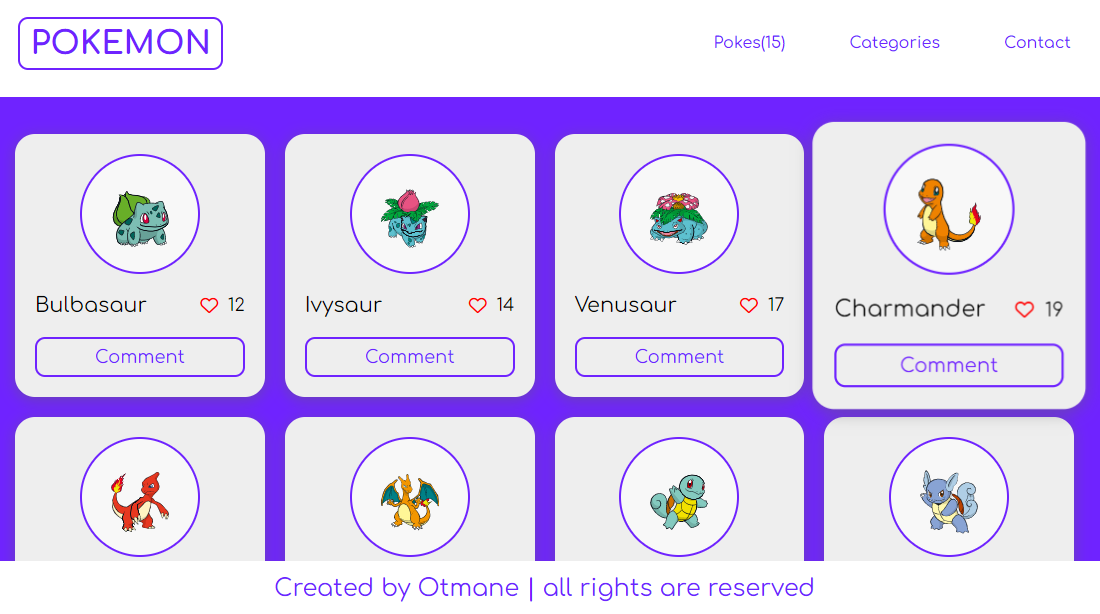 POKEMON
Pokes(15) Categories Contact
Bulbasaur 12
Comment
Ivysaur 14
Comment
Venusaur 17
Comment
Charmander 19
Comment
Created by Otmane | all rights are reserved